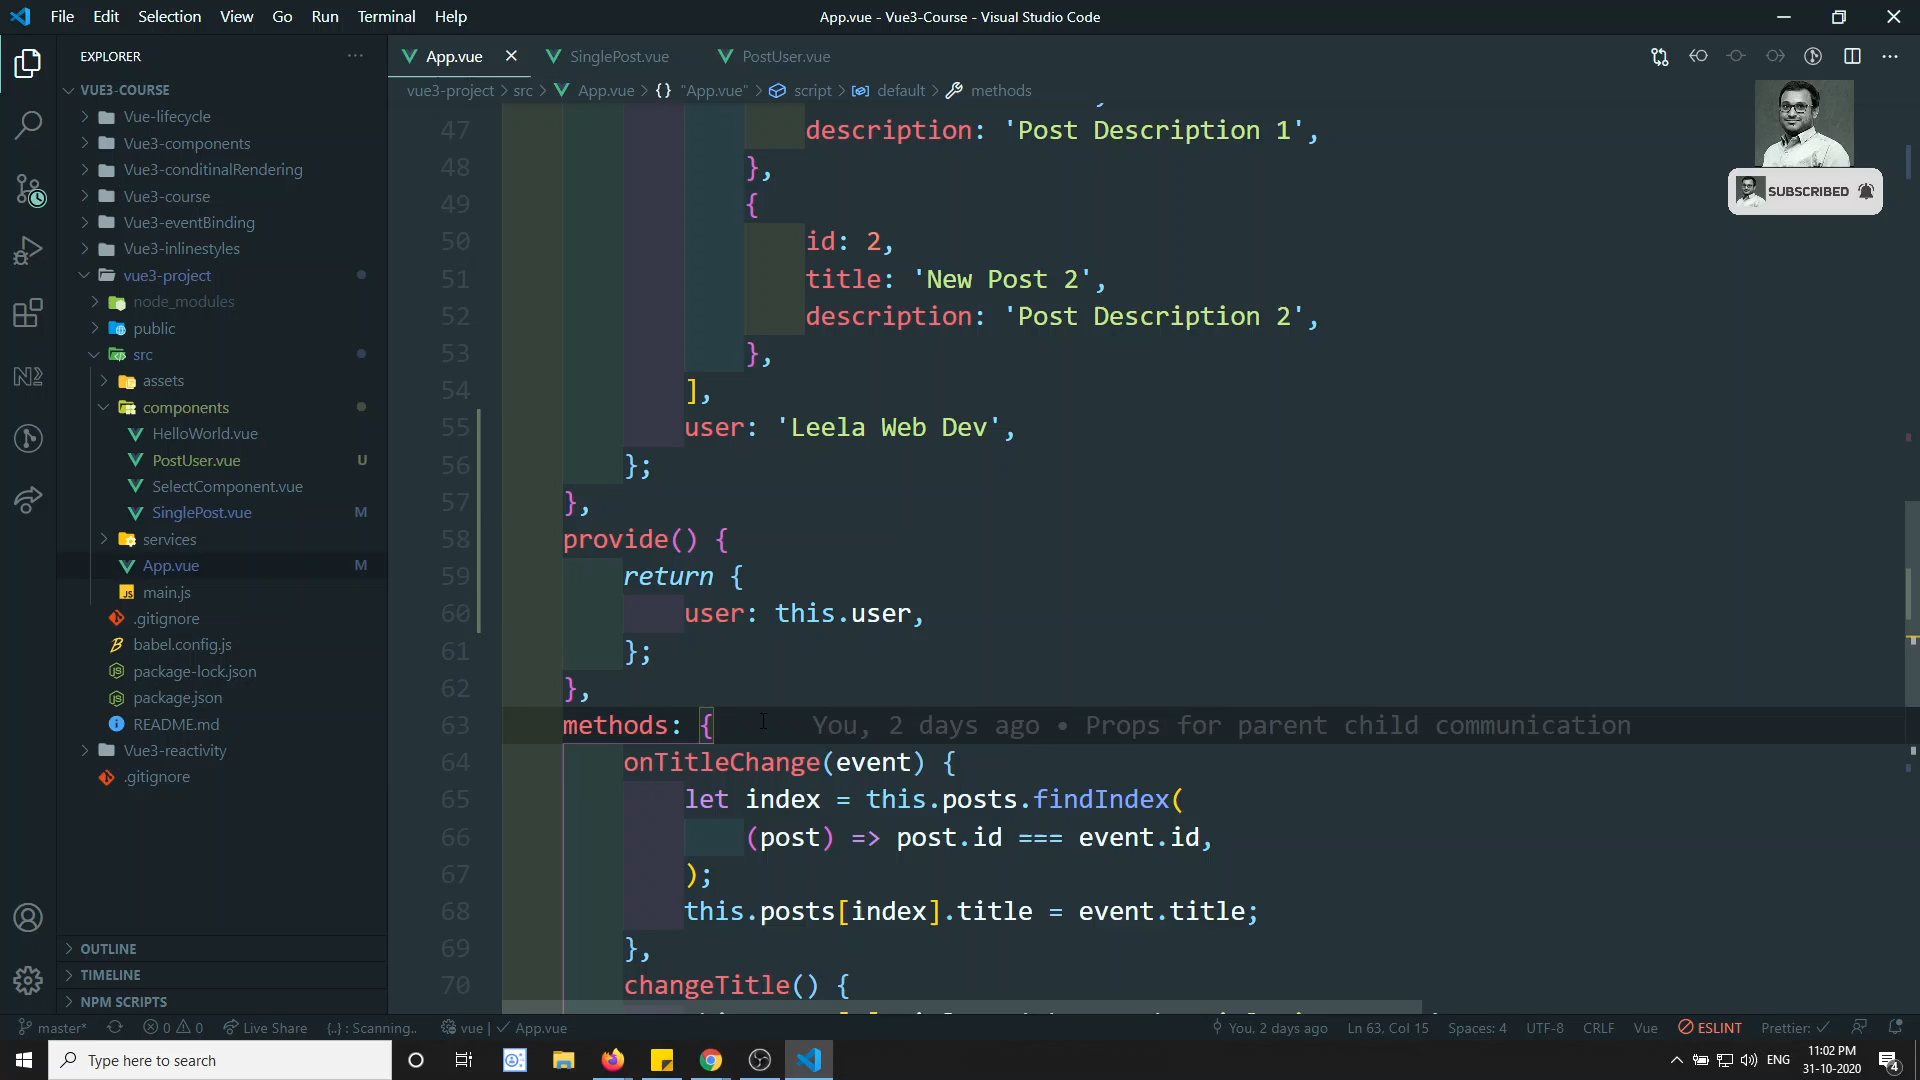 File Edit Selection View Go Run Terminal Help
App.vue - Vue3-Course - Visual Studio Code
EXPLORER
App.vue
SinglePost.vue
PostUser.vue
vue3-project > src > App.vue > {} "App.vue" > script > default > methods
VUE3-COURSE
Vue-lifecycle
Vue3-components
Vue3-conditinalRendering
Vue3-course
Vue3-eventBinding
Vue3-inlinestyles
vue3-project
node_modules
public
src
assets
components
HelloWorld.vue
PostUser.vue U
SelectComponent.vue
SinglePost.vue M
services
App.vue M
main.js
.gitignore
babel.config.js
package-lock.json
package.json
README.md
Vue3-reactivity
.gitignore
OUTLINE
TIMELINE
NPM SCRIPTS
47 description: 'Post Description 1',
48 },
49 {
50 id: 2,
51 title: 'New Post 2',
52 description: 'Post Description 2',
53 },
54 ],
55 user: 'Leela Web Dev',
56 };
57 },
58 provide() {
59 return {
60 user: this.user,
61 };
62 },
63 methods: { You, 2 days ago • Props for parent child communication
64 onTitleChange(event) {
65 let index = this.posts.findIndex(
66 (post) => post.id === event.id,
67 );
68 this.posts[index].title = event.title;
69 },
70 changeTitle() {
SUBSCRIBED
master* 0 0 Live Share {..} : Scanning.. vue | App.vue You, 2 days ago Ln 63, Col 15 Spaces: 4 UTF-8 CRLF Vue ESLINT Prettier: ✓
Type here to search
ENG
11:02 PM
31-10-2020
4